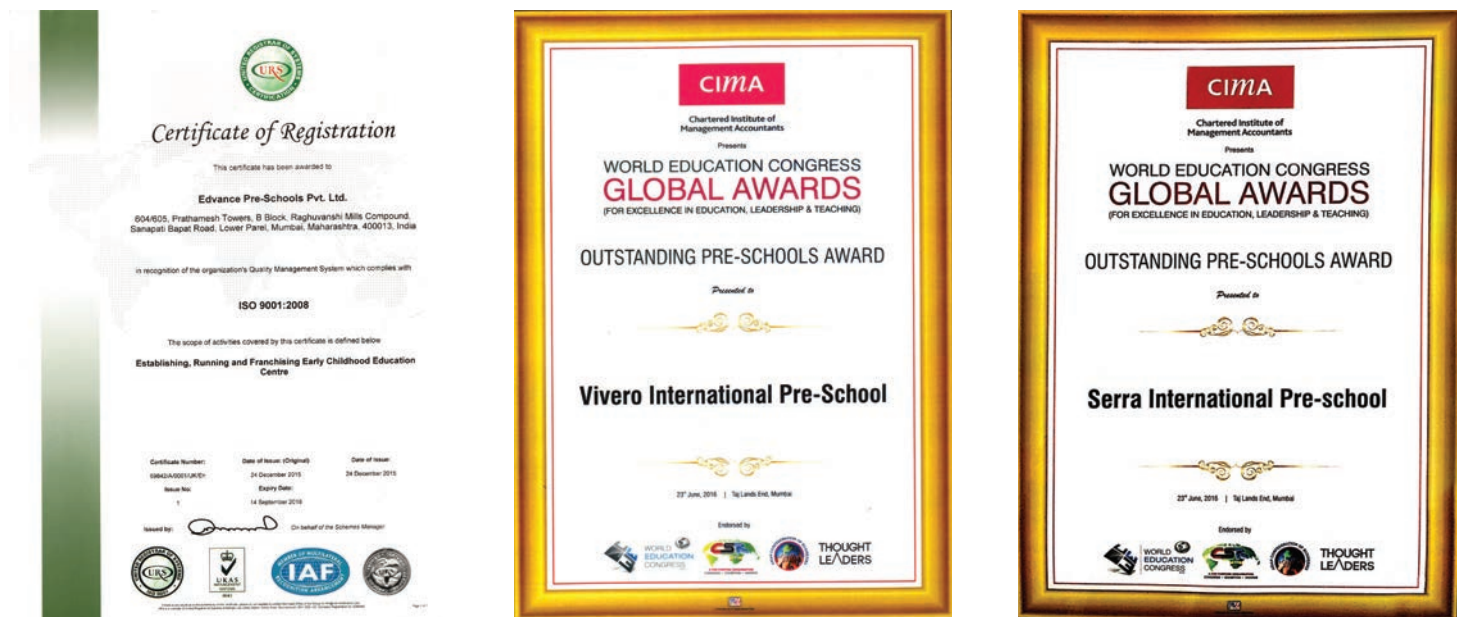 UNITED REGISTRAR OF SYSTEMS
URS
CERTIFICATION
Certificate of Registration
This certificate has been awarded to
Edvance Pre-Schools Pvt. Ltd.
604/605, Prathamesh Towers, B Block, Raghuvanshi Mills Compound,
Sanapati Bapat Road, Lower Parel, Mumbai, Maharashtra, 400013, India
in recognition of the organization's Quality Management System which complies with
ISO 9001:2008
The scope of activities covered by this certificate is defined below
Establishing, Running and Franchising Early Childhood Education
Centre
Certificate Number: Date of Issue: (Original) Date of Issue:
24 December 2015 24 December 2015
Issue No: Expiry Date:
1 14 September 2018
Issued by: On behalf of the Schemes Manager
URS
UKAS
IAF
CIMA
Chartered Institute of
Management Accountants
Presents
WORLD EDUCATION CONGRESS
GLOBAL AWARDS
(FOR EXCELLENCE IN EDUCATION, LEADERSHIP & TEACHING)
OUTSTANDING PRE-SCHOOLS AWARD
Presented to
Vivero International Pre-School
23rd June, 2016 | Taj Lands End, Mumbai
Endorsed by
WORLD
EDUCATION
CONGRESS
CSR
THOUGHT
LEADERS
CIMA
Chartered Institute of
Management Accountants
Presents
WORLD EDUCATION CONGRESS
GLOBAL AWARDS
(FOR EXCELLENCE IN EDUCATION, LEADERSHIP & TEACHING)
OUTSTANDING PRE-SCHOOLS AWARD
Presented to
Serra International Pre-school
23rd June, 2016 | Taj Lands End, Mumbai
Endorsed by
WORLD
EDUCATION
CONGRESS
CSR
THOUGHT
LEADERS